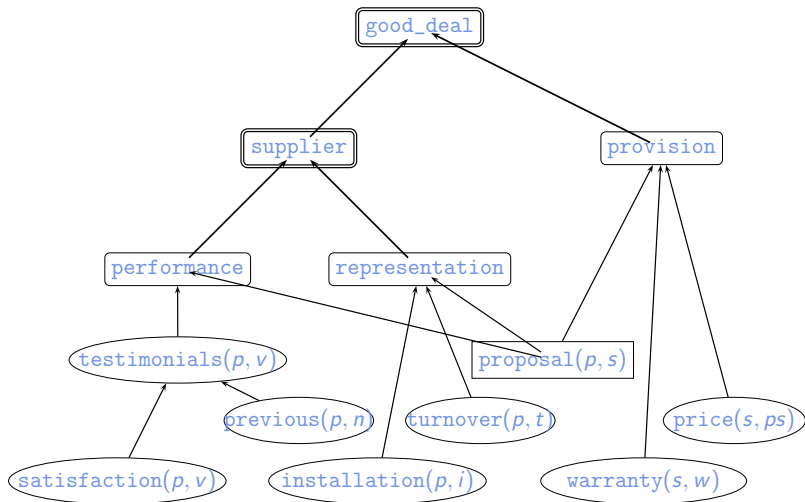 good_deal
supplier
provision
performance
representation
testimonials(p, v)
proposal(p, s)
previous(p, n)
turnover(p, t)
price(s, ps)
satisfaction(p, v)
installation(p, i)
warranty(s, w)